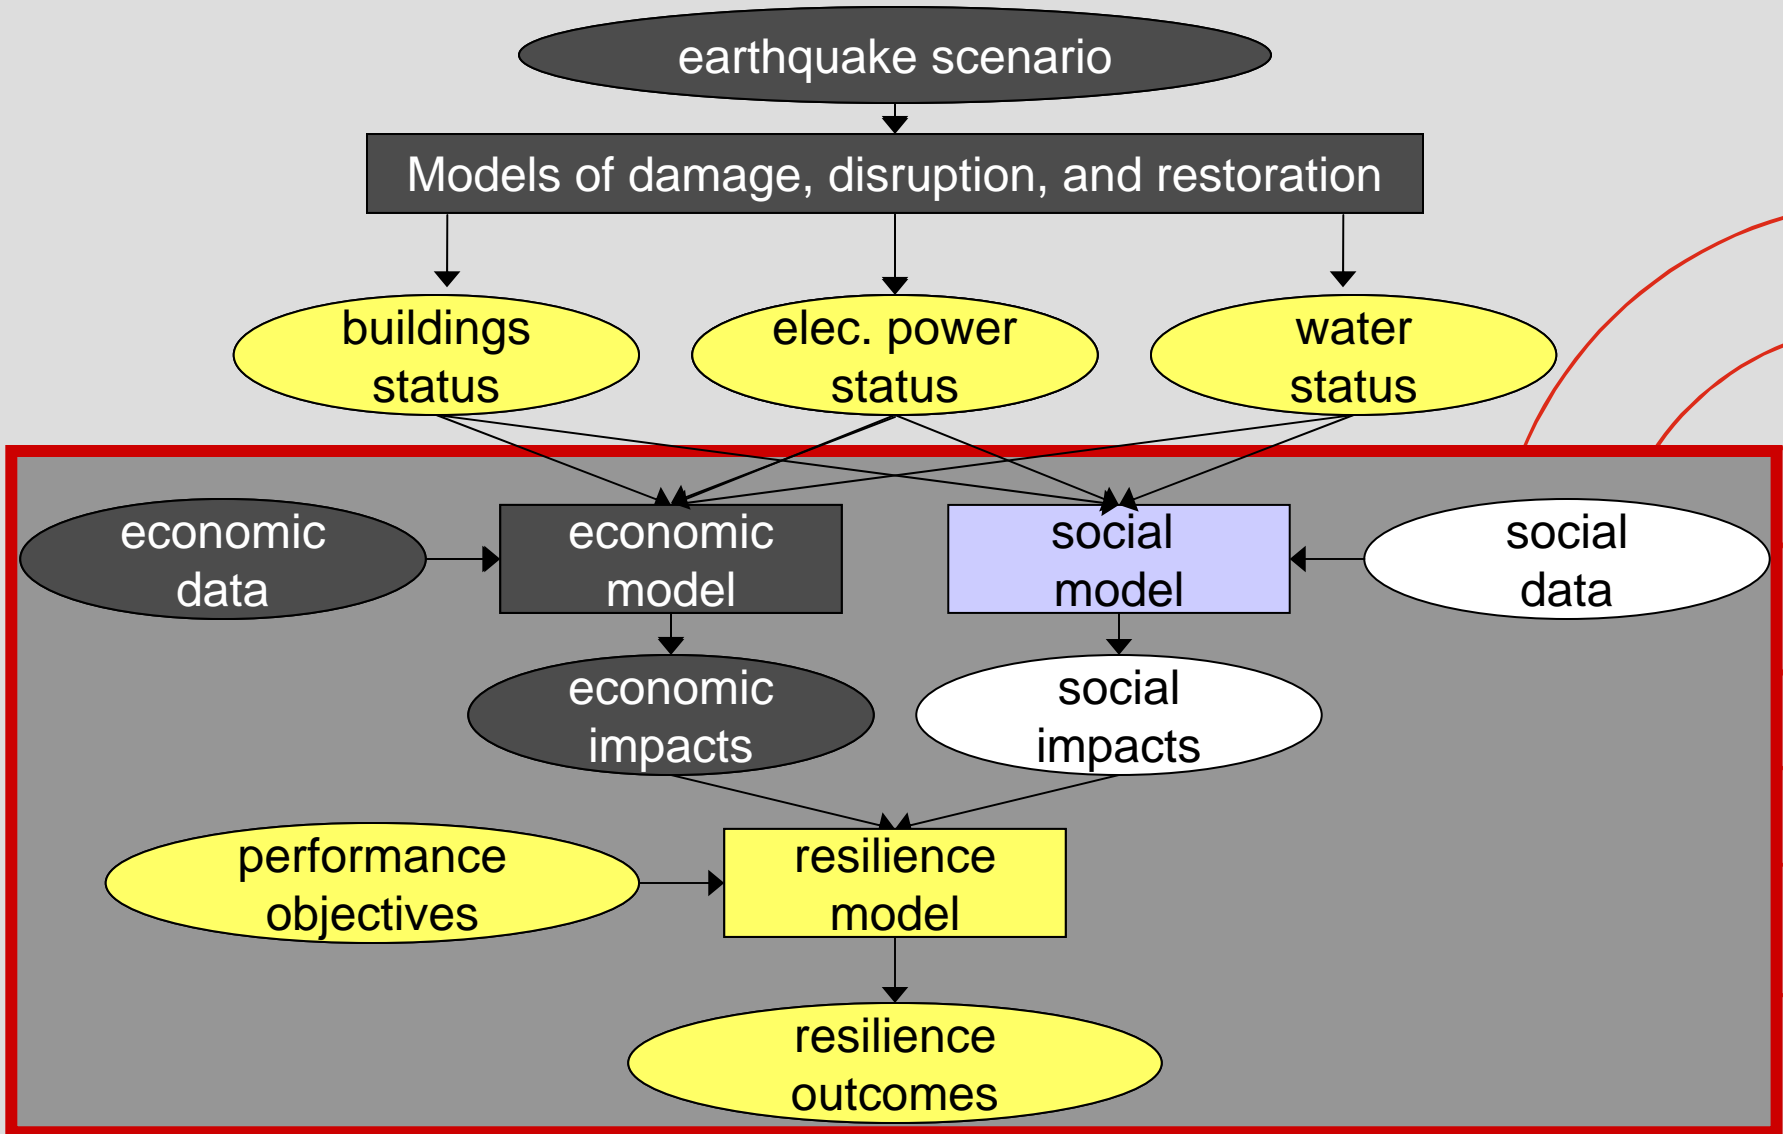 earthquake scenario
Models of damage, disruption, and restoration
buildings
status
elec. power
status
water
status
economic
data
economic
model
social
model
social
data
economic
impacts
social
impacts
performance
objectives
resilience
model
resilience
outcomes